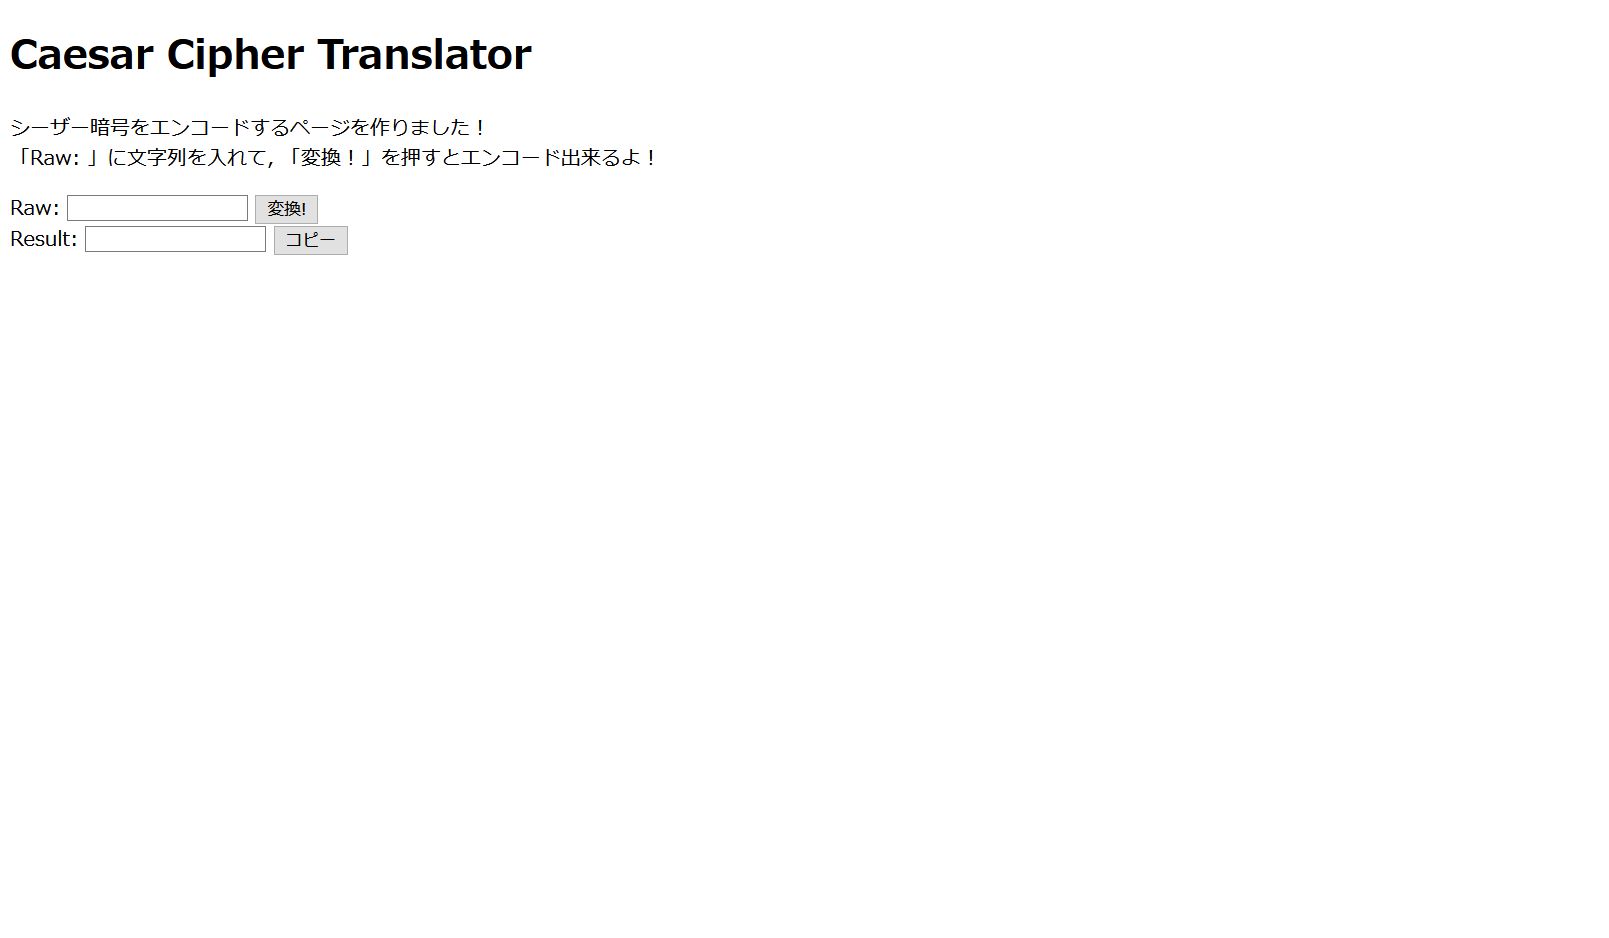 Caesar Cipher Translator
シーザー暗号をエンコードするページを作りました！
「Raw: 」に文字列を入れて, 「変換！」を押すとエンコード出来るよ！
Raw: 変換!
Result: コピー